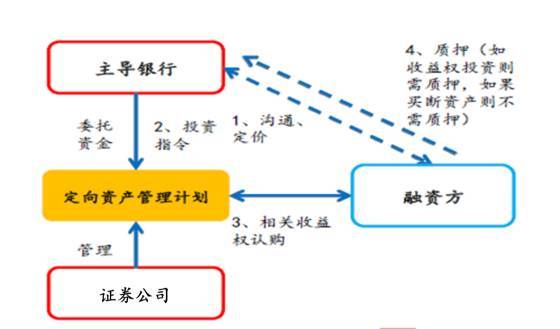 主导银行
4、质押（如
收益权投资则
需质押，如果
买断资产则不
需质押）
委托
资金
2、投资
指令
1、沟通、
定价
定向资产管理计划
融资方
3、相关收益
权认购
管理
证券公司